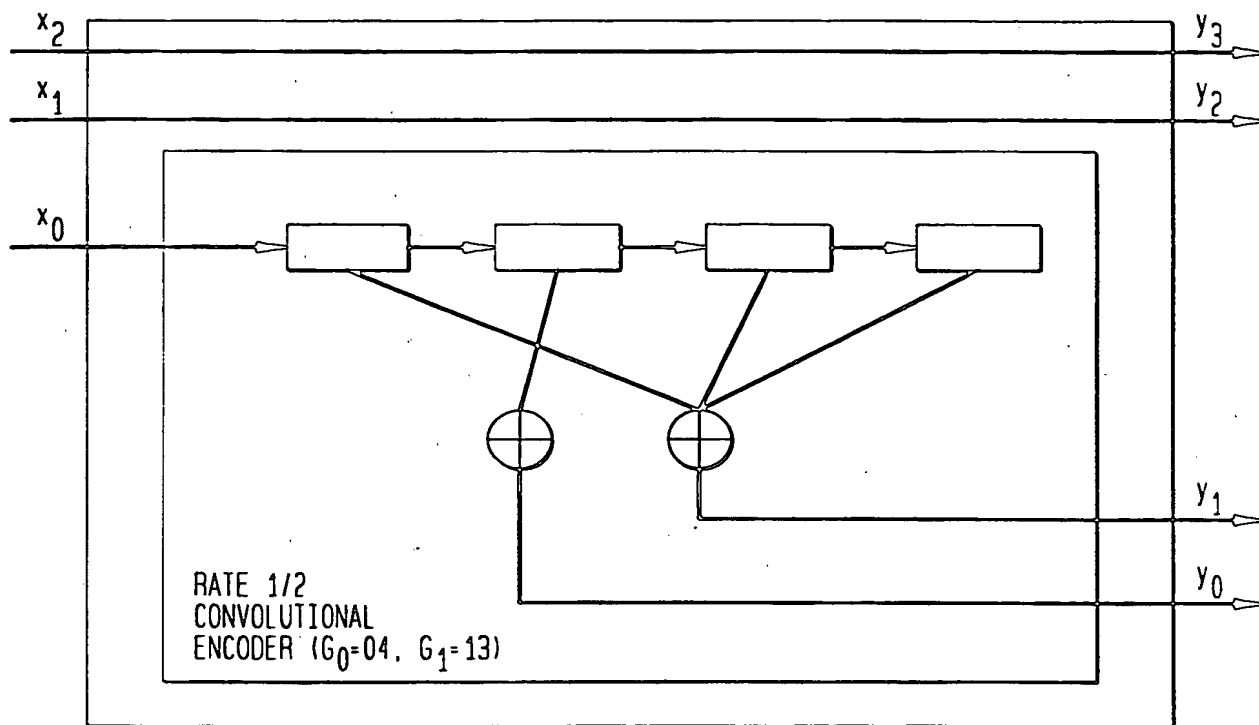 x2 y3
x1 y2
x0
y1
y0
RATE 1/2
CONVOLUTIONAL
ENCODER (G0=04, G1=13)